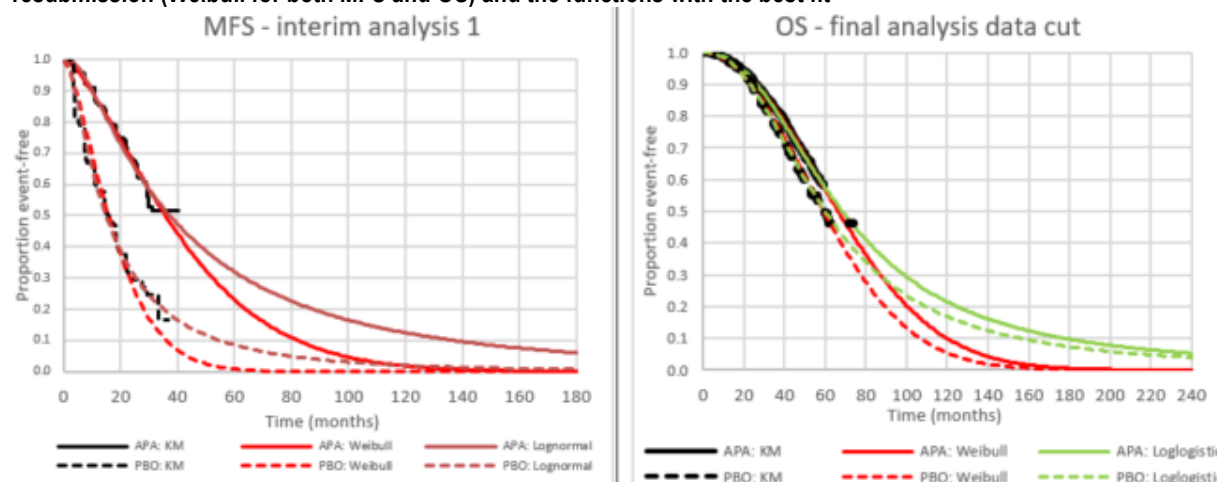 resubmission (Weibull for both MFS and OS) and the functions with the best fit
MFS - interim analysis 1
Proportion event-free
1.0
0.9
0.8
0.7
0.6
0.5
0.4
0.3
0.2
0.1
0.0
0 20 40 60 80 100 120 140 160 180
Time (months)
APA: KM APA: Weibull APA: Lognormal
PBO: KM PBO: Weibull PBO: Lognormal
OS - final analysis data cut
Proportion event-free
1.0
0.9
0.8
0.7
0.6
0.5
0.4
0.3
0.2
0.1
0.0
0 20 40 60 80 100 120 140 160 180 200 220 240
Time (months)
APA: KM APA: Weibull APA: Loglogistic
PBO: KM PBO: Weibull PBO: Loglogistic